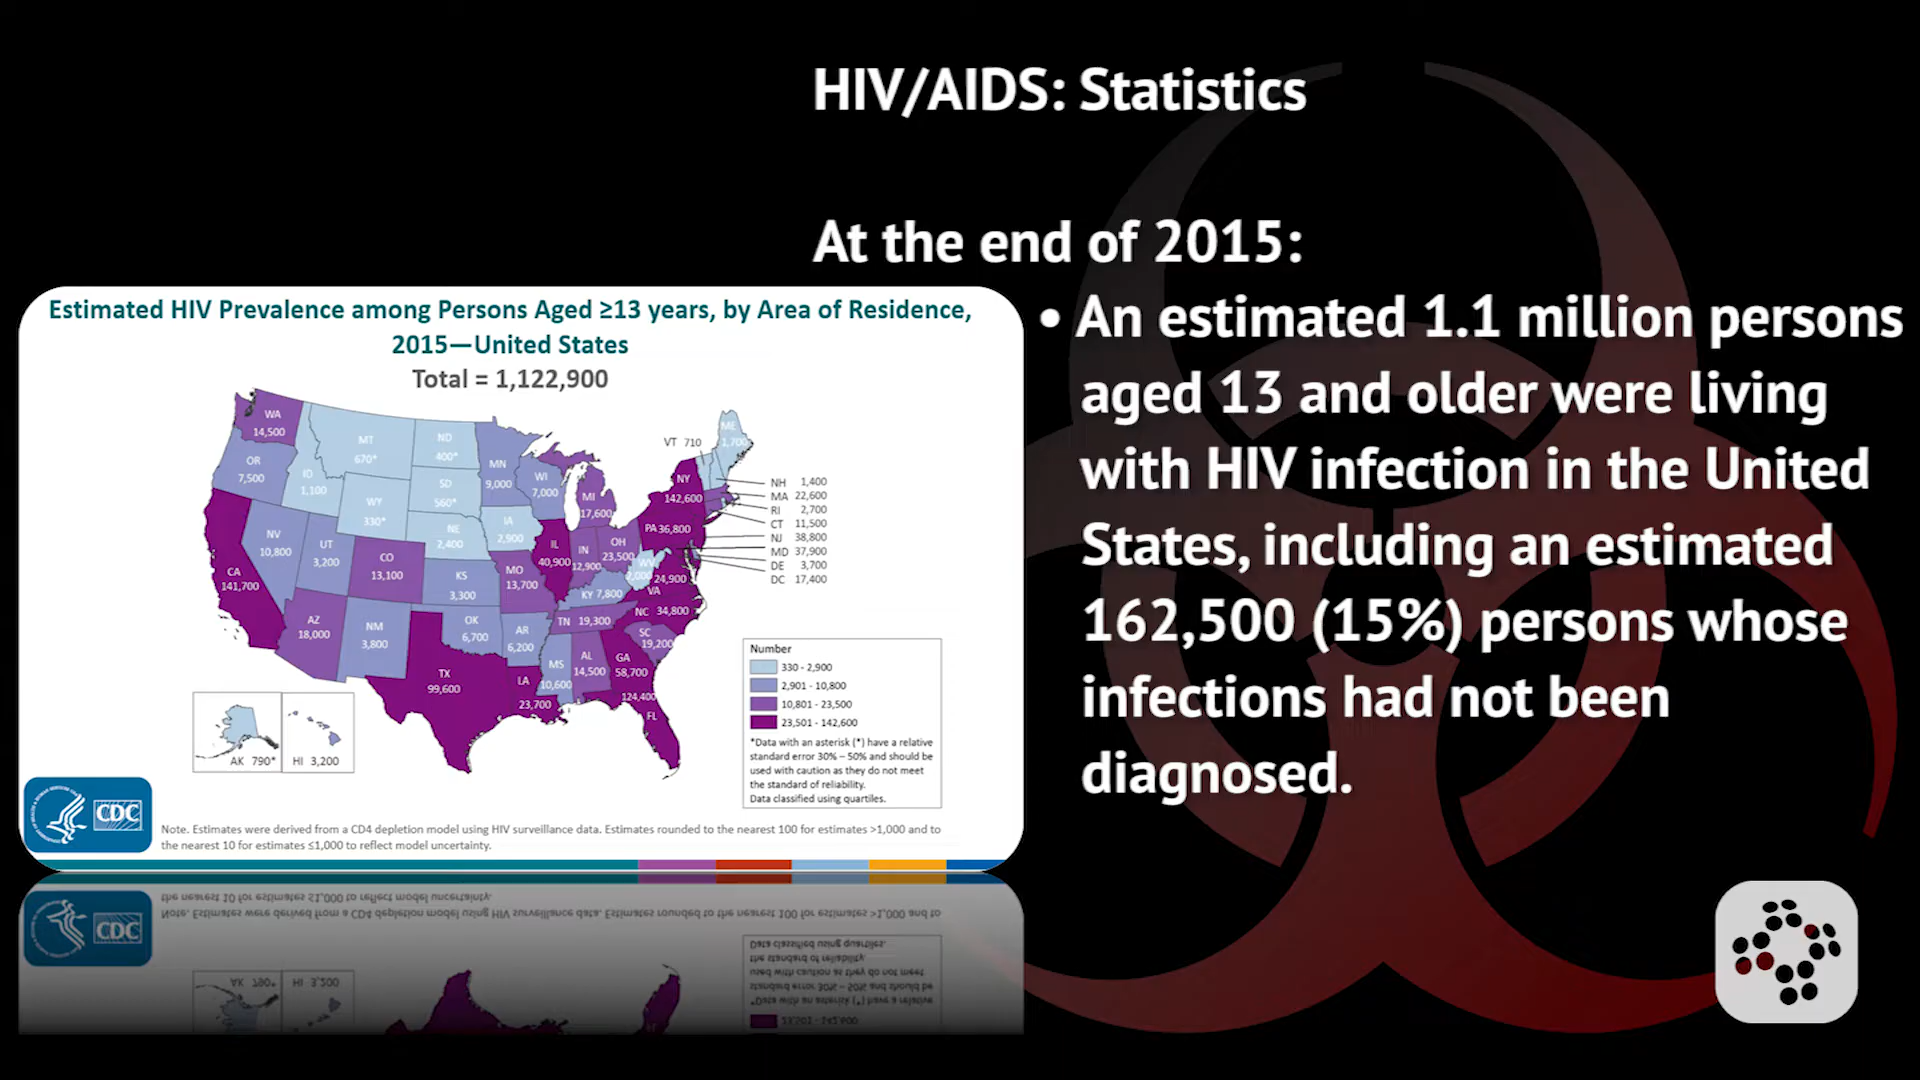 HIV/AIDS: Statistics
At the end of 2015:
• An estimated 1.1 million persons
aged 13 and older were living
with HIV infection in the United
States, including an estimated
162,500 (15%) persons whose
infections had not been
diagnosed.
Estimated HIV Prevalence among Persons Aged ≥13 years, by Area of Residence,
2015—United States
Total = 1,122,900
WA
14,500
OR
7,500
CA
141,700
NV
10,800
ID
1,100
MT
670*
WY
330*
UT
3,200
AZ
18,000
CO
13,100
NM
3,800
ND
400*
SD
560*
NE
2,400
KS
3,300
OK
6,700
TX
99,600
MN
9,000
IA
2,900
MO
13,700
AR
6,200
LA
23,700
WI
7,000
IL
40,900
MI
17,600
IN
12,900
OH
23,500
KY 7,800
TN 19,300
MS
10,600
AL
14,500
GA
58,700
124,400
FL
SC
19,200
NC 34,800
24,900
VA
WV
2,000
PA 36,800
NY
142,600
VT 710
ME
1,700
NH 1,400
MA 22,600
RI 2,700
CT 11,500
NJ 38,800
MD 37,900
DE 3,700
DC 17,400
AK 790*
HI 3,200
Number
330 - 2,900
2,901 - 10,800
10,801 - 23,500
23,501 - 142,600
*Data with an asterisk (*) have a relative
standard error 30% – 50% and should be
used with caution as they do not meet
the standard of reliability.
Data classified using quartiles.
CDC
Note. Estimates were derived from a CD4 depletion model using HIV surveillance data. Estimates rounded to the nearest 100 for estimates >1,000 and to
the nearest 10 for estimates ≤1,000 to reflect model uncertainty.